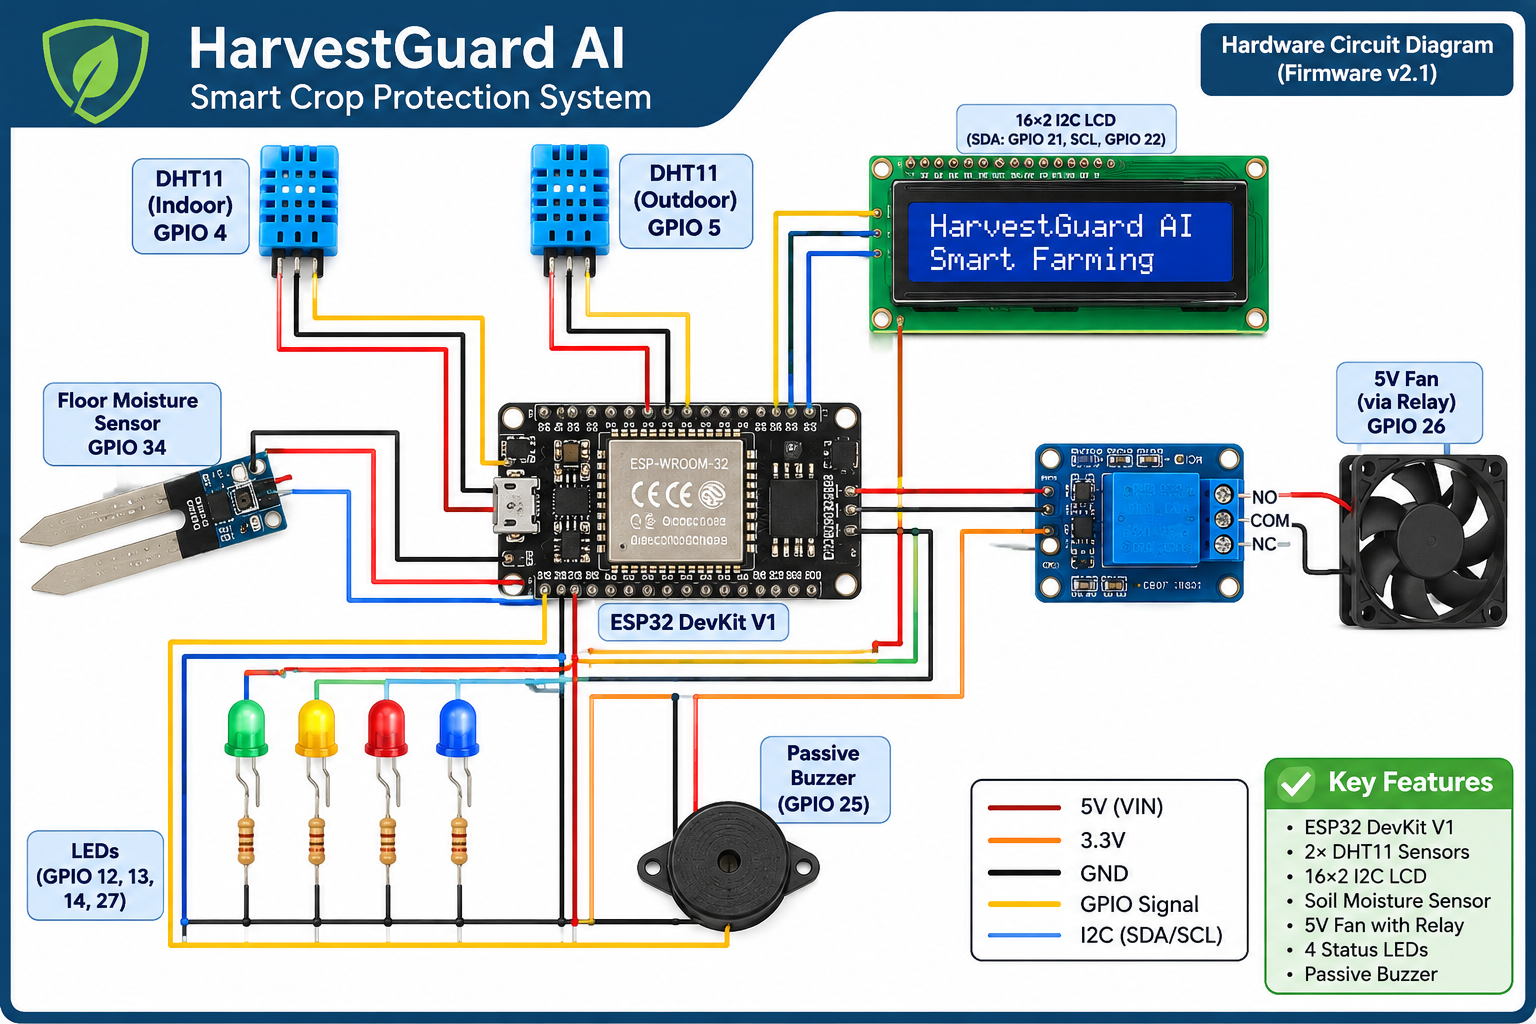 HarvestGuard AI
Smart Crop Protection System
Hardware Circuit Diagram
(Firmware v2.1)
16×2 I2C LCD
(SDA: GPIO 21, SCL, GPIO 22)
DHT11
(Indoor)
GPIO 4
DHT11
(Outdoor)
GPIO 5
HarvestGuard AI
Smart Farming
Floor Moisture
Sensor
GPIO 34
5V Fan
(via Relay)
GPIO 26
ESP-WROOM-32
NO
COM
NC
ESP32 DevKit V1
Passive
Buzzer
(GPIO 25)
LEDs
(GPIO 12, 13,
14, 27)
5V (VIN)
3.3V
GND
GPIO Signal
I2C (SDA/SCL)
Key Features
• ESP32 DevKit V1
• 2× DHT11 Sensors
• 16×2 I2C LCD
• Soil Moisture Sensor
• 5V Fan with Relay
• 4 Status LEDs
• Passive Buzzer